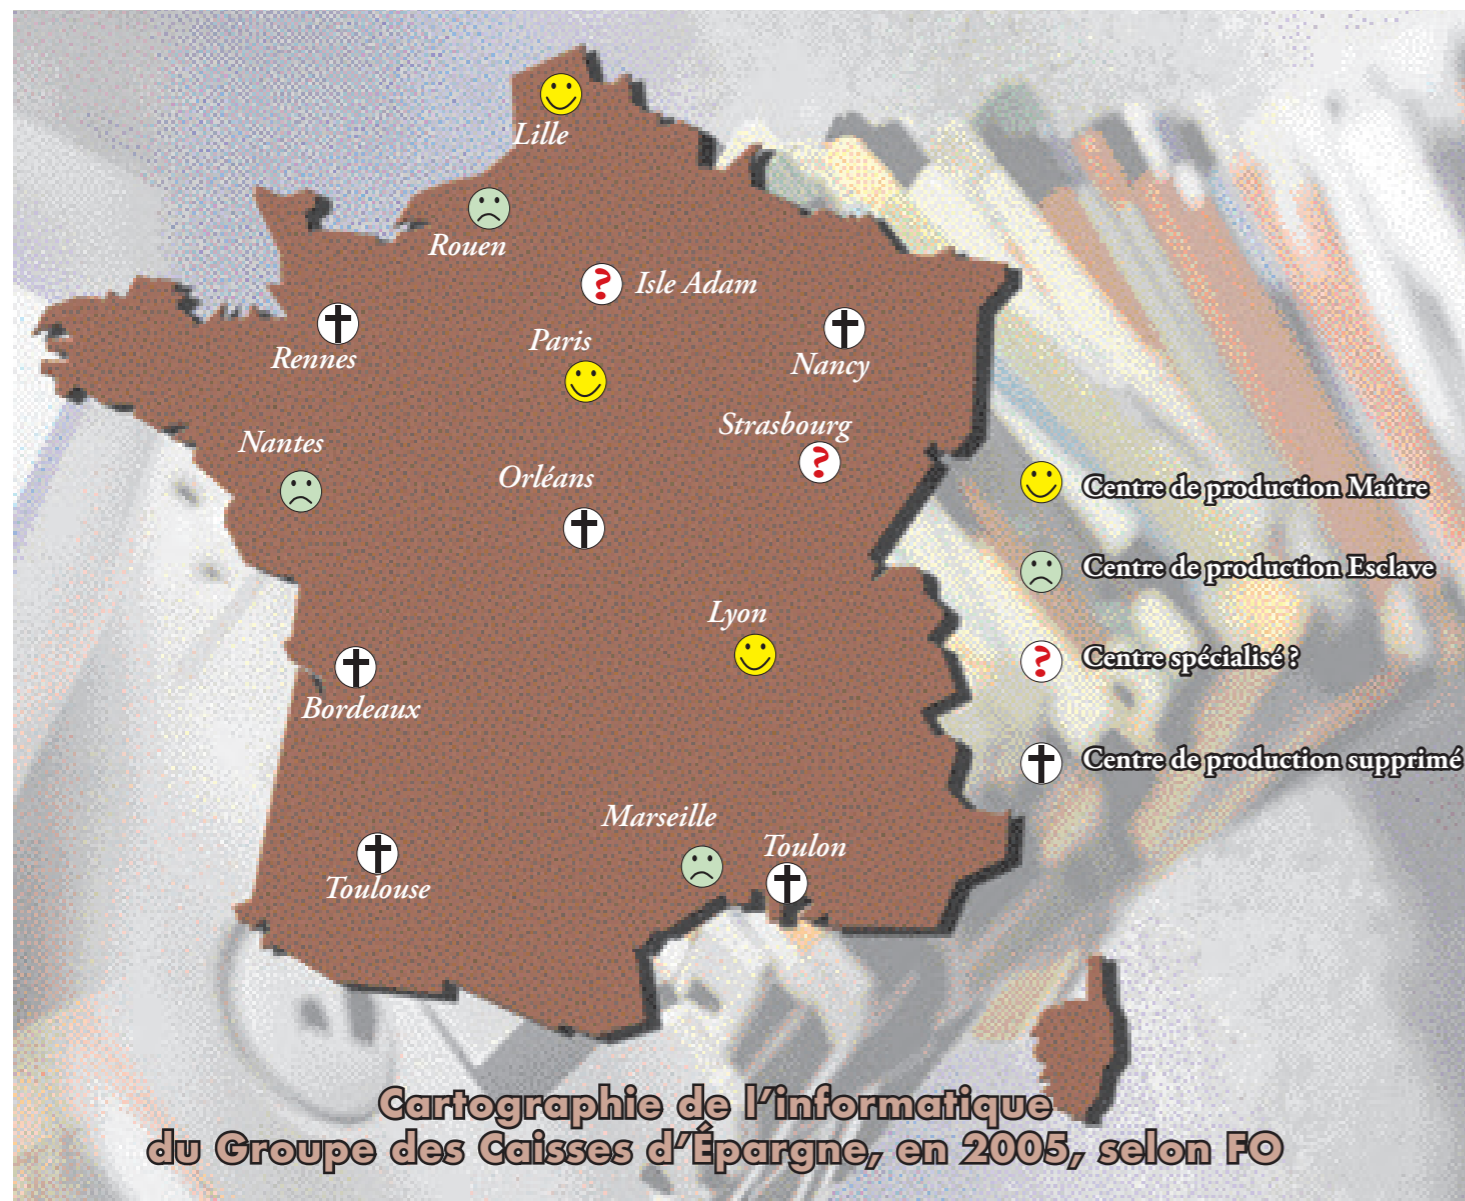 Lille
Rouen
Isle Adam
Rennes
Paris
Nancy
Strasbourg
Nantes
Orléans
Centre de production Maître
Centre de production Esclave
Lyon
Centre spécialisé ?
Bordeaux
Centre de production supprimé
Marseille
Toulon
Toulouse
Cartographie de l'informatique
du Groupe des Caisses d'Épargne, en 2005, selon FO